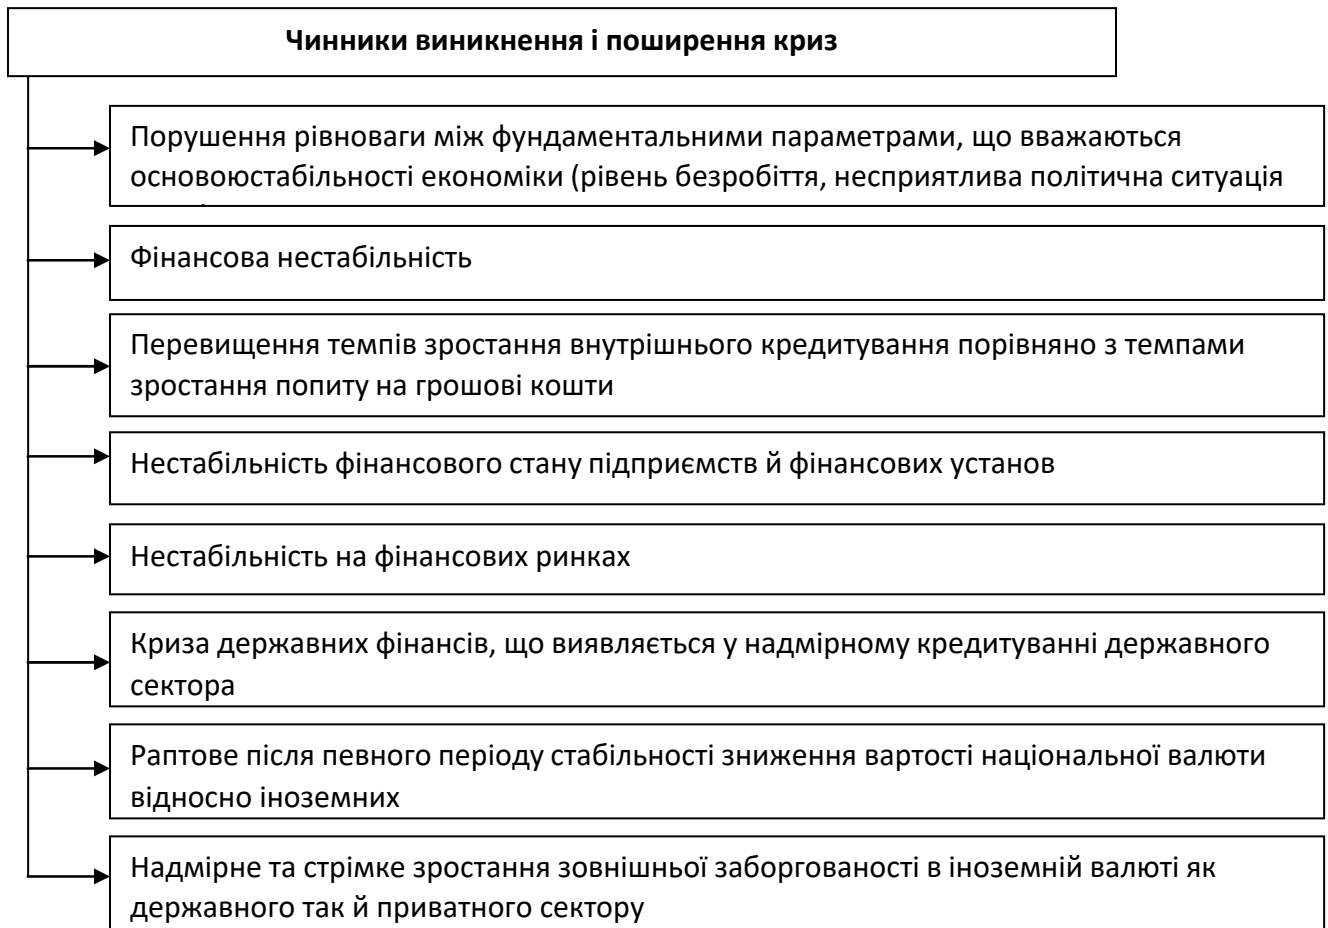 Чинники виникнення і поширення криз
Порушення рівноваги між фундаментальними параметрами, що вважаються
основоюстабільності економіки (рівень безробіття, несприятлива політична ситуація
Фінансова нестабільність
Перевищення темпів зростання внутрішнього кредитування порівняно з темпами
зростання попиту на грошові кошти
Нестабільність фінансового стану підприємств й фінансових установ
Нестабільність на фінансових ринках
Криза державних фінансів, що виявляється у надмірному кредитуванні державного
сектора
Раптове після певного періоду стабільності зниження вартості національної валюти
відносно іноземних
Надмірне та стрімке зростання зовнішньої заборгованості в іноземній валюті як
державного так й приватного сектору